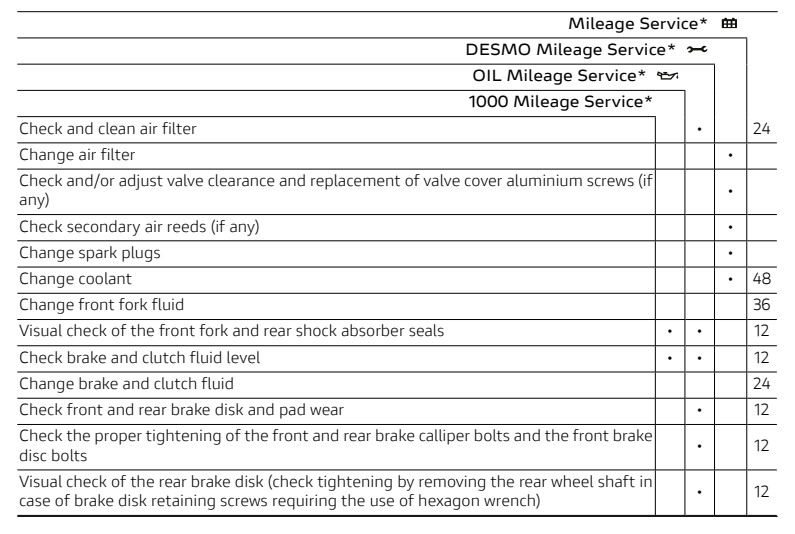 Mileage Service*
DESMO Mileage Service*
OIL Mileage Service*
1000 Mileage Service*
Check and clean air filter • 24
Change air filter •
Check and/or adjust valve clearance and replacement of valve cover aluminium screws (if
any) •
Check secondary air reeds (if any) •
Change spark plugs •
Change coolant • 48
Change front fork fluid 36
Visual check of the front fork and rear shock absorber seals • • 12
Check brake and clutch fluid level • • 12
Change brake and clutch fluid 24
Check front and rear brake disk and pad wear • 12
Check the proper tightening of the front and rear brake calliper bolts and the front brake
disc bolts • 12
Visual check of the rear brake disk (check tightening by removing the rear wheel shaft in
case of brake disk retaining screws requiring the use of hexagon wrench) • 12